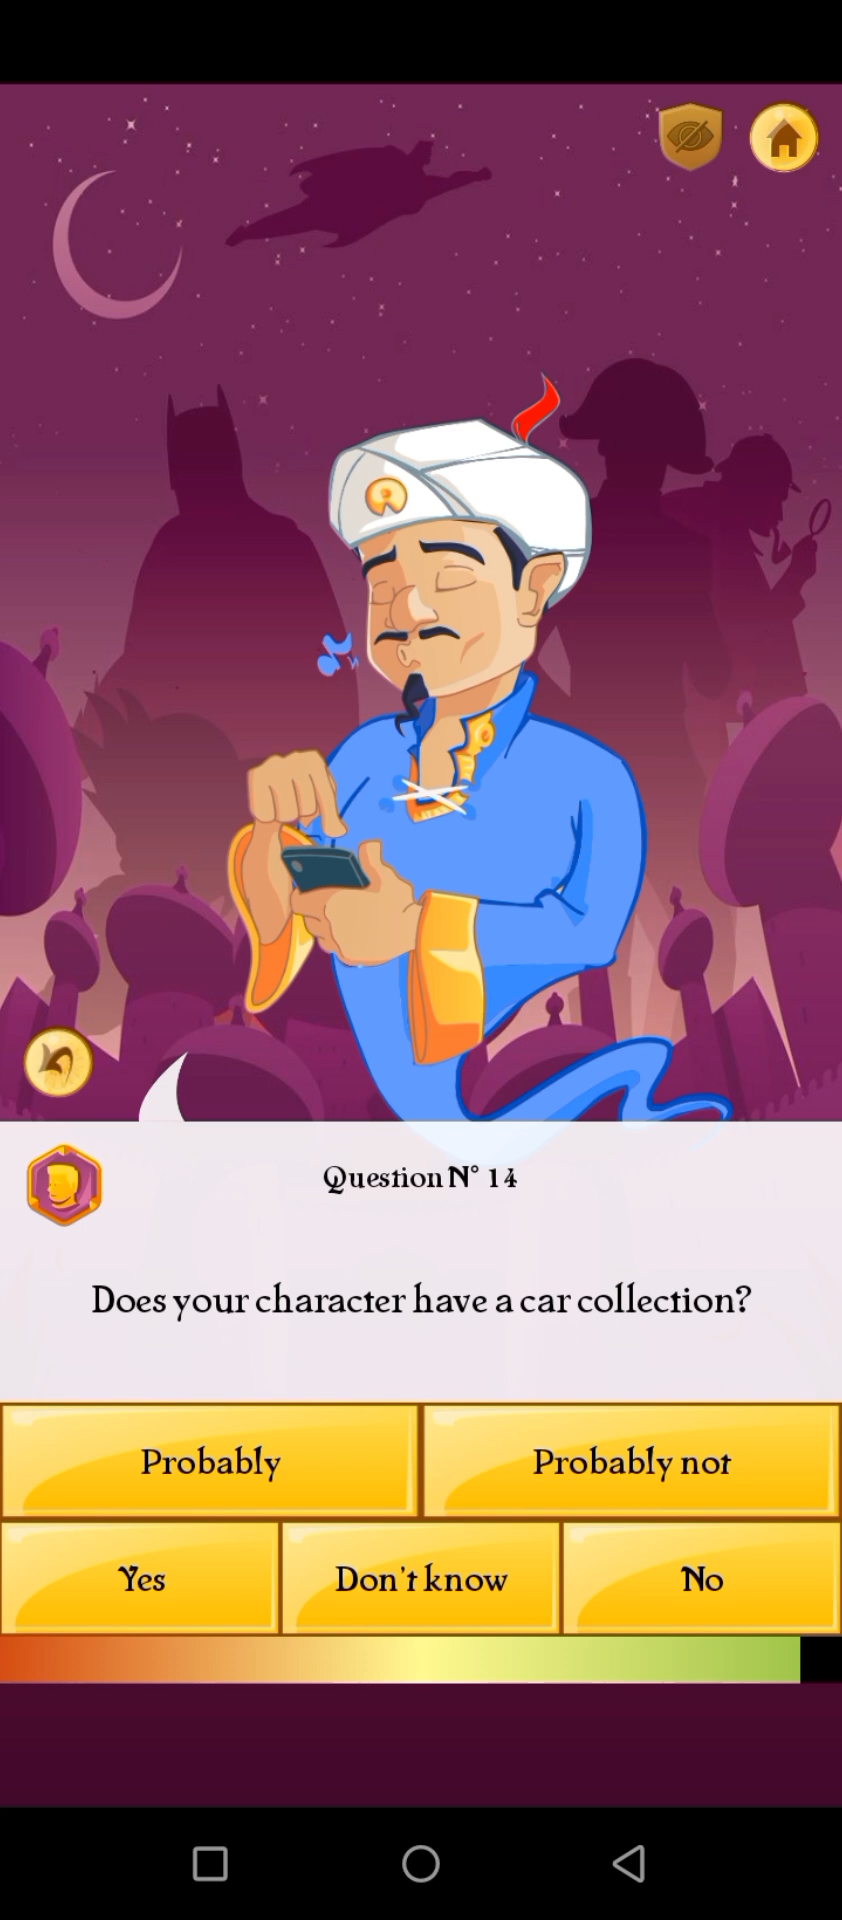 Question N° 14
Does your character have a car collection?
Probably
Probably not
Yes
Don't know
No